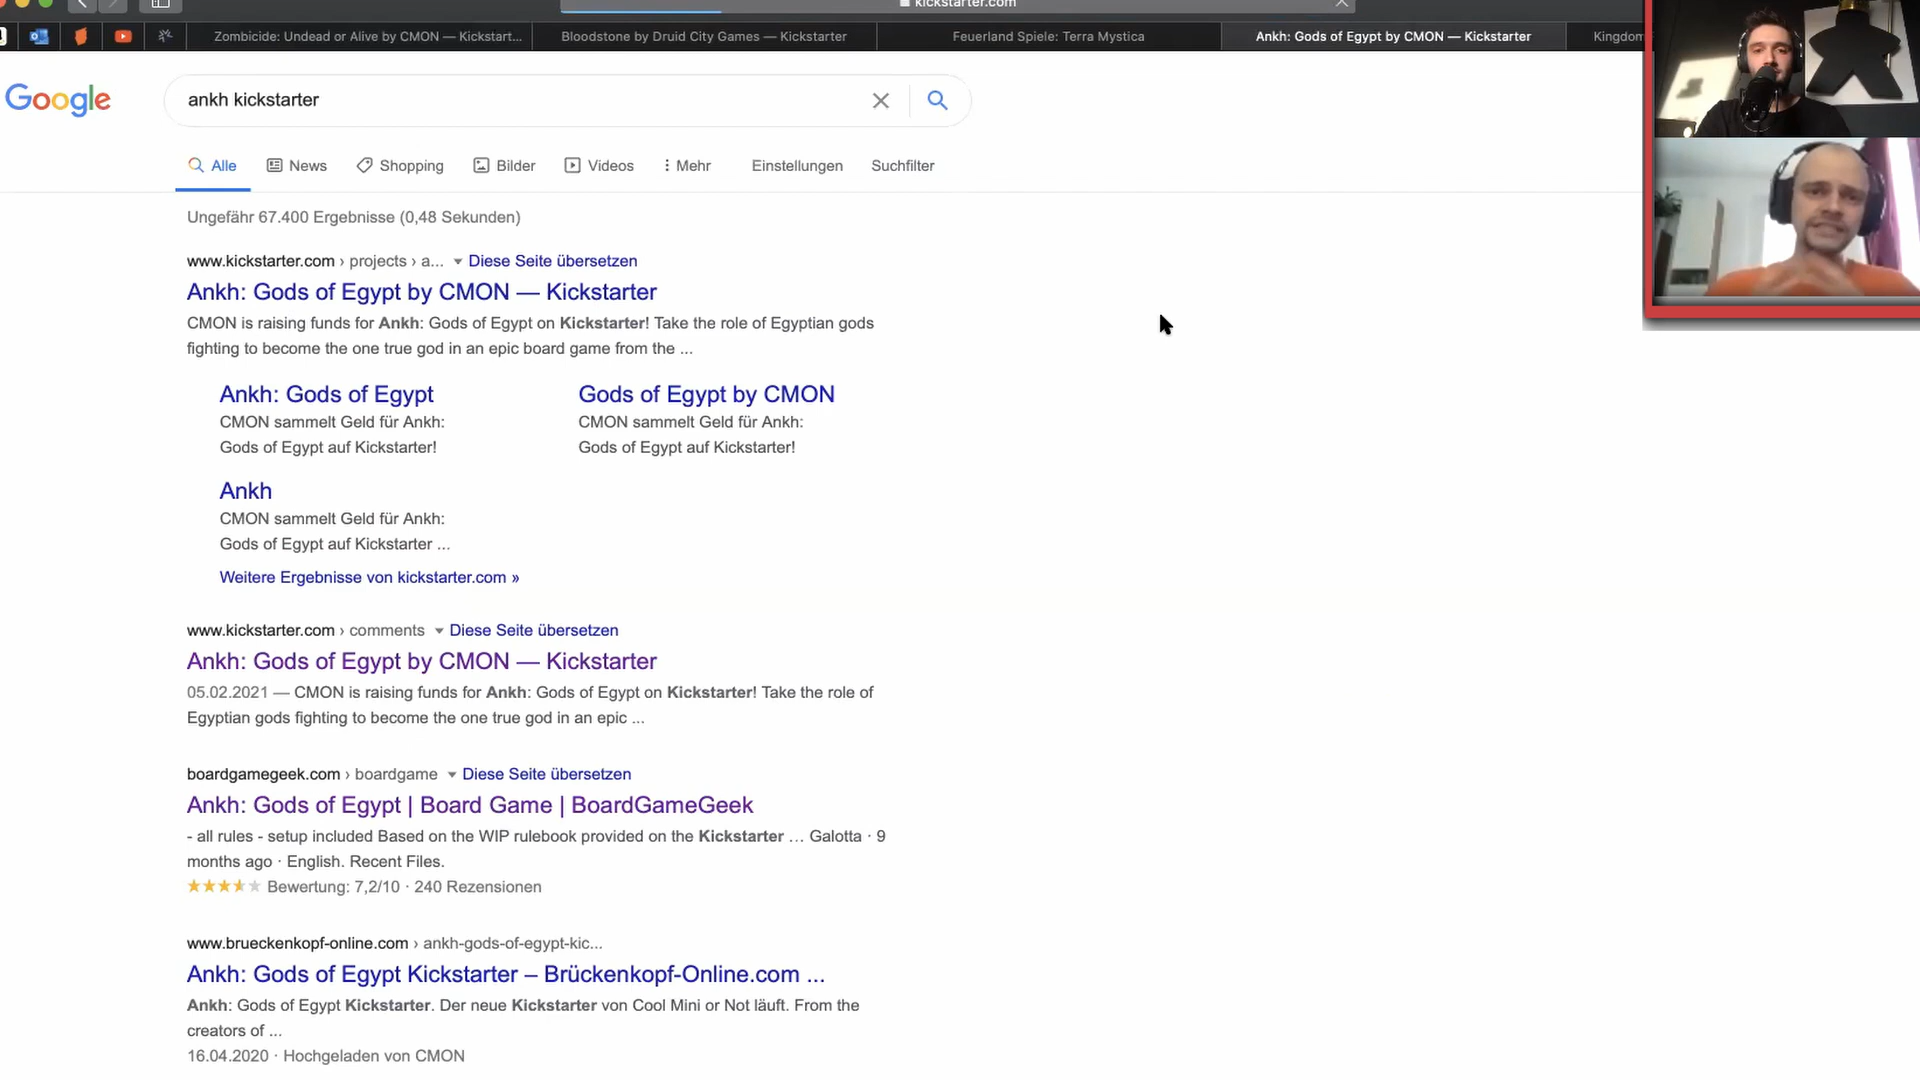 kickstarter.com
Zombicide: Undead or Alive by CMON — Kickstart...
Bloodstone by Druid City Games — Kickstarter
Feuerland Spiele: Terra Mystica
Ankh: Gods of Egypt by CMON — Kickstarter
Kingdom
Google
ankh kickstarter
Alle
News
Shopping
Bilder
Videos
Mehr
Einstellungen
Suchfilter
Ungefähr 67.400 Ergebnisse (0,48 Sekunden)
www.kickstarter.com › projects › a... Diese Seite übersetzen
Ankh: Gods of Egypt by CMON — Kickstarter
CMON is raising funds for Ankh: Gods of Egypt on Kickstarter! Take the role of Egyptian gods
fighting to become the one true god in an epic board game from the ...
Ankh: Gods of Egypt
CMON sammelt Geld für Ankh:
Gods of Egypt auf Kickstarter!
Gods of Egypt by CMON
CMON sammelt Geld für Ankh:
Gods of Egypt auf Kickstarter!
Ankh
CMON sammelt Geld für Ankh:
Gods of Egypt auf Kickstarter ...
Weitere Ergebnisse von kickstarter.com »
www.kickstarter.com › comments Diese Seite übersetzen
Ankh: Gods of Egypt by CMON — Kickstarter
05.02.2021 — CMON is raising funds for Ankh: Gods of Egypt on Kickstarter! Take the role of
Egyptian gods fighting to become the one true god in an epic ...
boardgamegeek.com › boardgame Diese Seite übersetzen
Ankh: Gods of Egypt | Board Game | BoardGameGeek
- all rules - setup included Based on the WIP rulebook provided on the Kickstarter … Galotta · 9
months ago · English. Recent Files.
Bewertung: 7,2/10 · 240 Rezensionen
www.brueckenkopf-online.com › ankh-gods-of-egypt-kic...
Ankh: Gods of Egypt Kickstarter – Brückenkopf-Online.com ...
Ankh: Gods of Egypt Kickstarter. Der neue Kickstarter von Cool Mini or Not läuft. From the
creators of ...
16.04.2020 · Hochgeladen von CMON